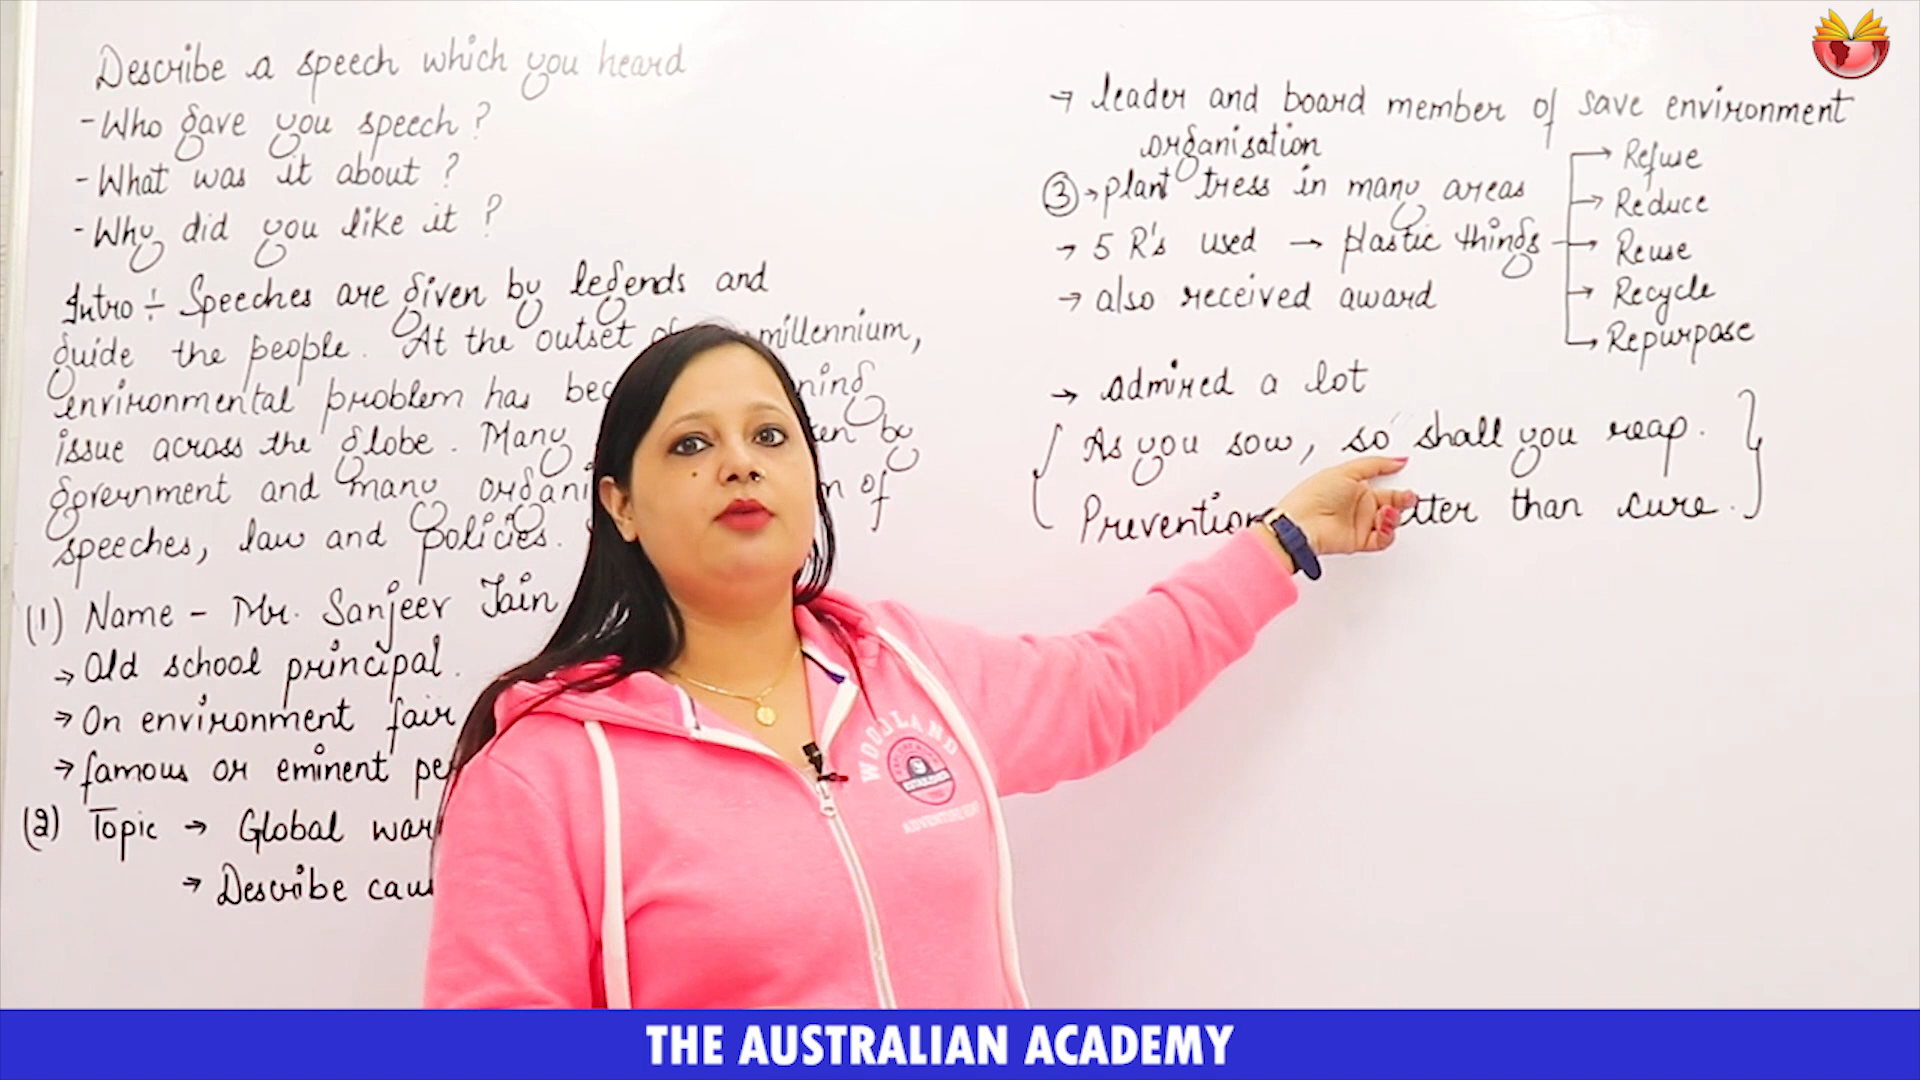 Describe a speech which you heard
- Who gave you speech ?
- What was it about ?
- Why did you like it ?
Intro ÷ Speeches are given by legends and
guide the people. At the outset millennium,
environmental problem has
issue across the globe. Many by
government and many of
speeches, law and policies.
(1) Name - Mr. Sanjeev Jain
→ Old school principal.
→ On environment fair
→ famous or eminent
(2) Topic → Global
→ Describe
→ leader and board member of save environment
organisation
③ → plant tress in many areas
→ 5 R's used → plastic things
→ Refuse
→ Reduce
→ Reuse
→ Recycle
→ Repurpose
→ also received award
→ admired a lot
As you sow, so shall you reap.
Prevention than cure.
WOODLAND
THE AUSTRALIAN ACADEMY